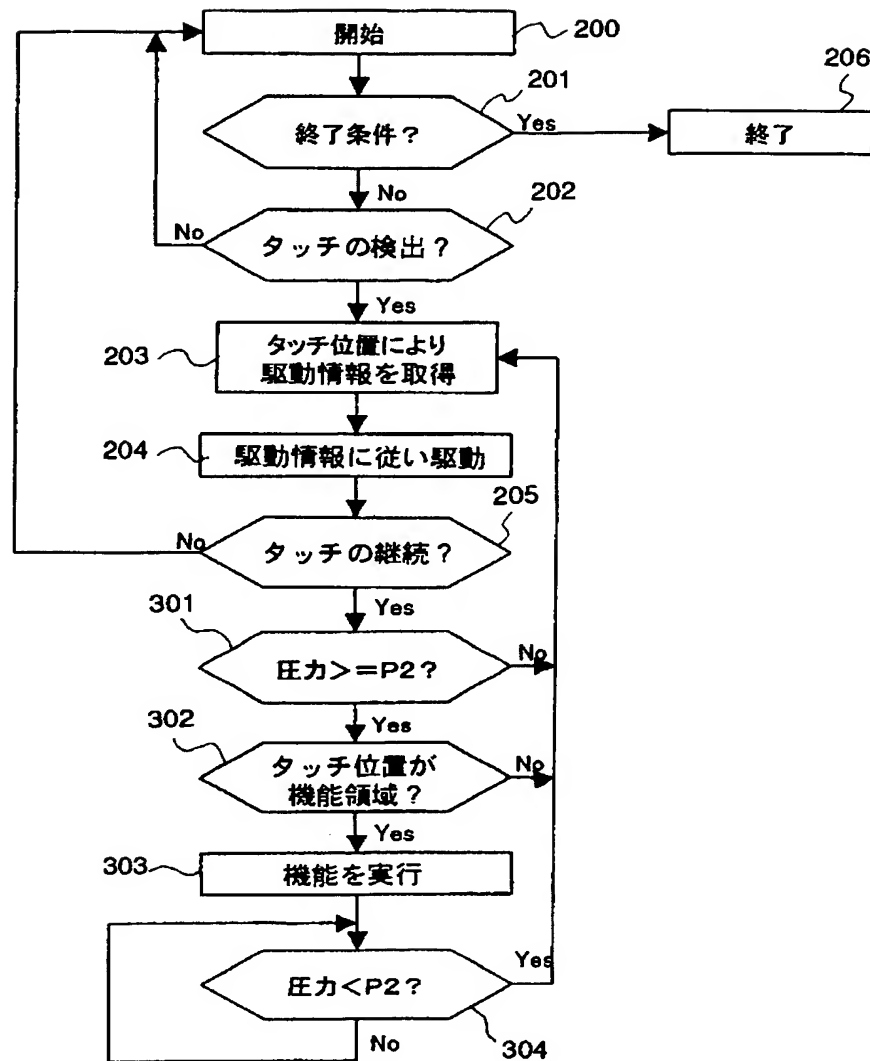 開始
200
206
201
終了条件?
Yes
終了
No
202
No
タッチの検出?
Yes
203
タッチ位置により
駆動情報を取得
204
駆動情報に従い駆動
205
No
タッチの継続?
Yes
301
圧力>=P2?
No
302
Yes
タッチ位置が
機能領域?
No
Yes
303
機能を実行
圧力<P2?
Yes
No
304